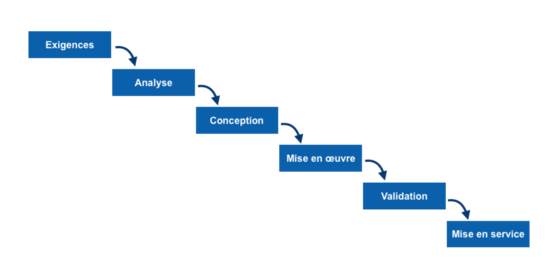 Exigences
Analyse
Conception
Mise en œuvre
Validation
Mise en service